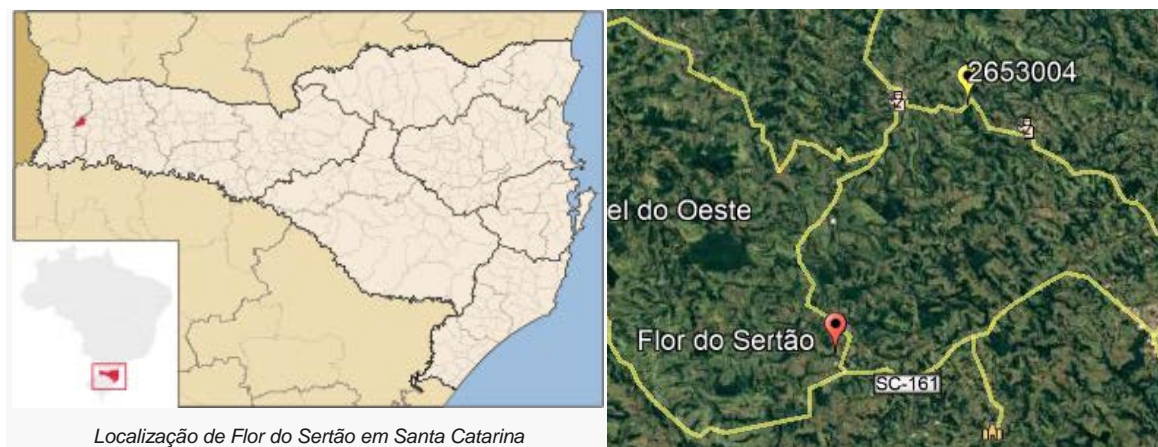 Localização de Flor do Sertão em Santa Catarina
2653004
el do Oeste
Flor do Sertão
SC-161